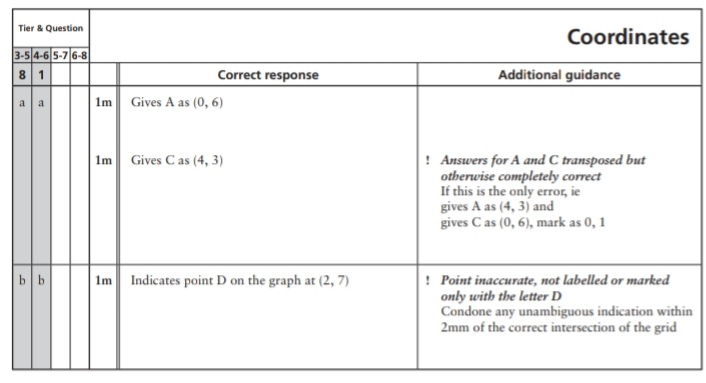 Tier & Question
Coordinates
3-5 4-6 5-7 6-8
8 1
Correct response
Additional guidance
a a
1m Gives A as (0, 6)
1m Gives C as (4, 3)
! Answers for A and C transposed but
otherwise completely correct
If this is the only error, ie
gives A as (4, 3) and
gives C as (0, 6), mark as 0, 1
b b
1m Indicates point D on the graph at (2, 7)
! Point inaccurate, not labelled or marked
only with the letter D
Condone any unambiguous indication within
2mm of the correct intersection of the grid